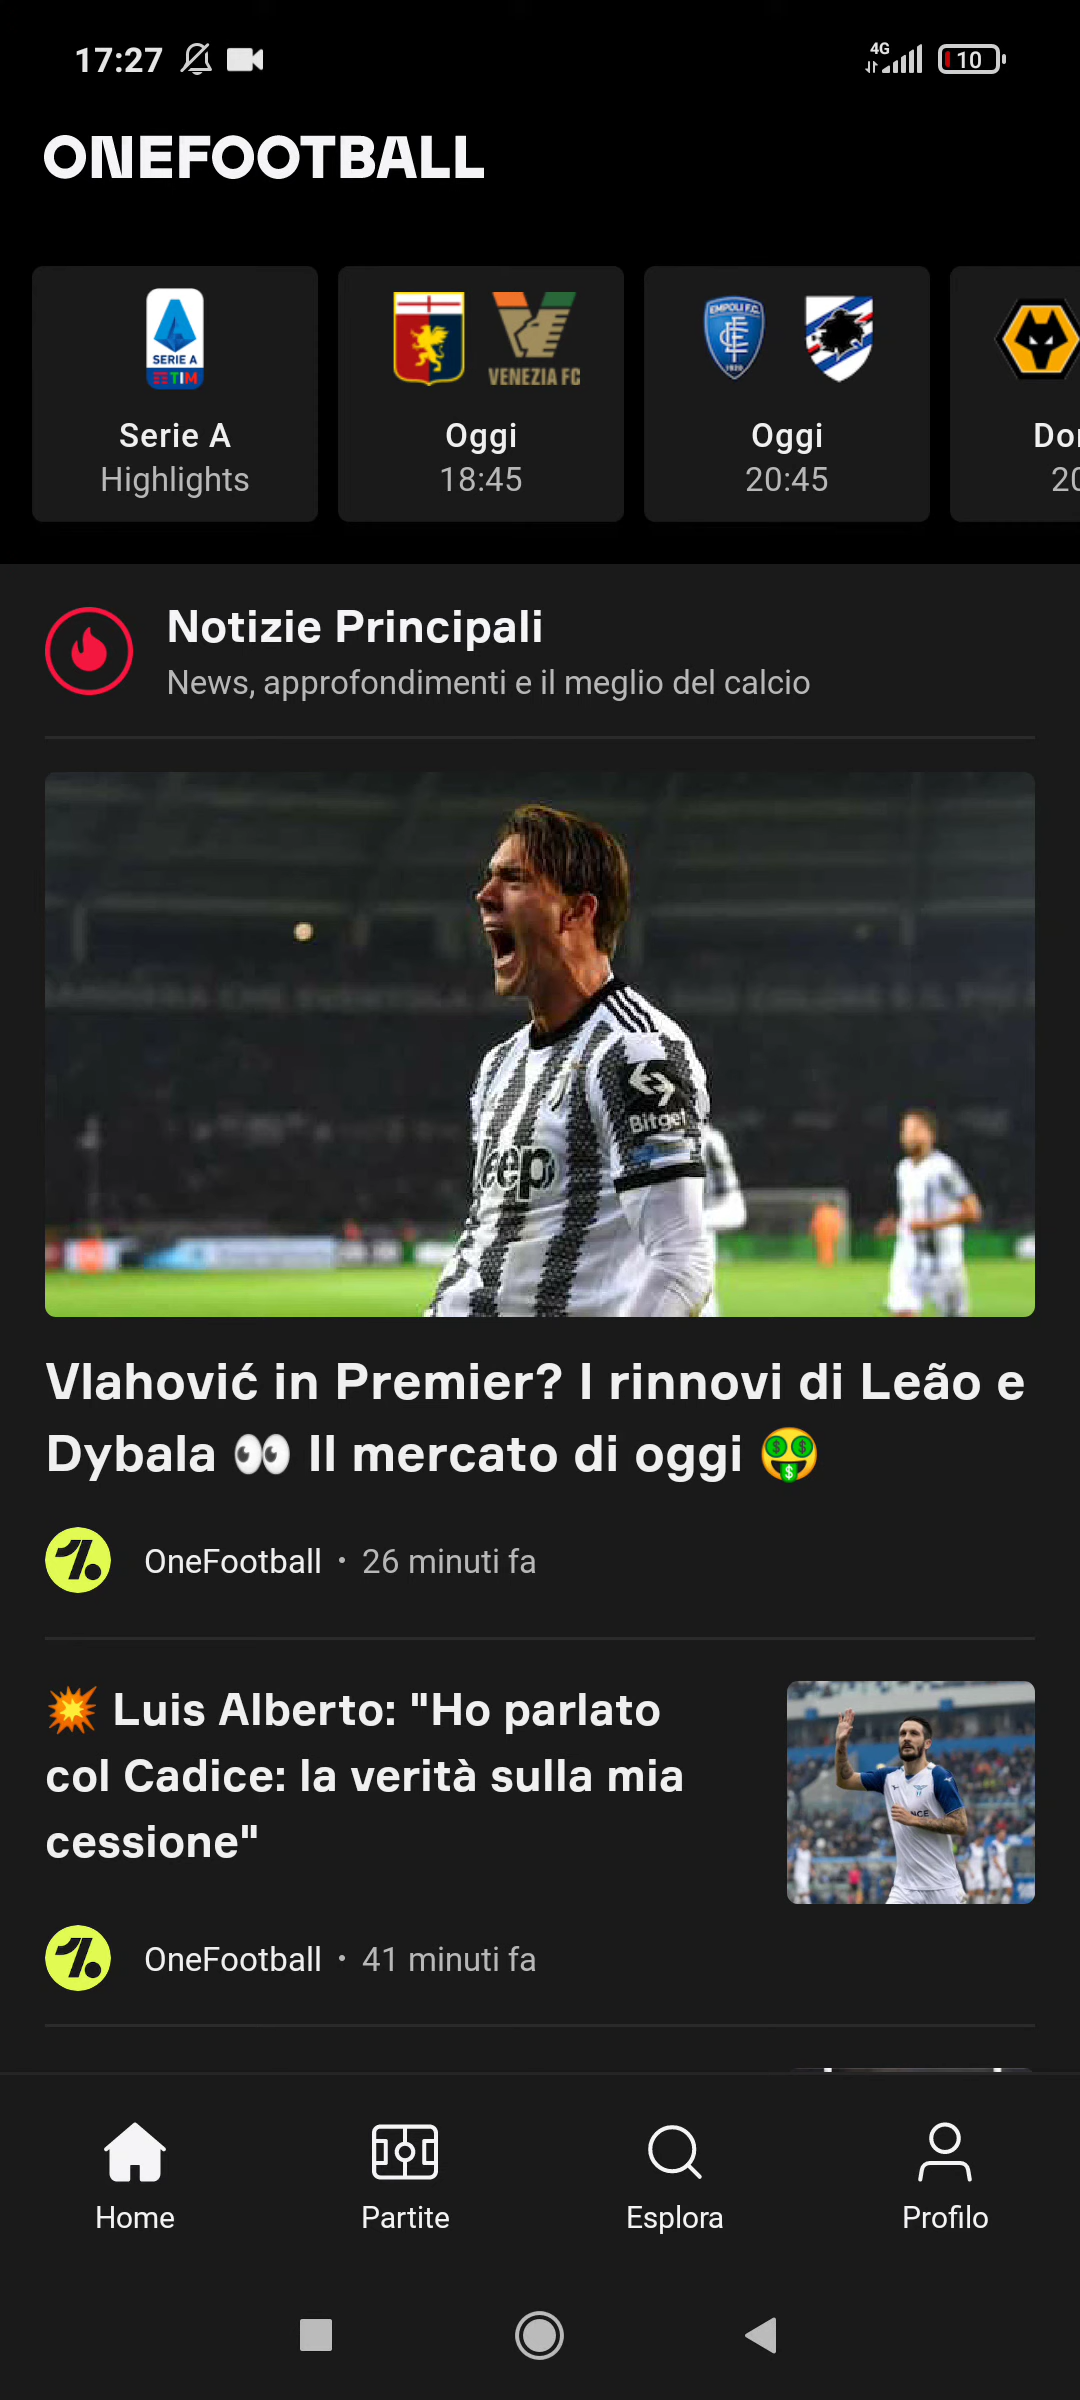 17:27
4G
10
ONEFOOTBALL
SERIE A
TIM
Serie A
Highlights
VENEZIA FC
Oggi
18:45
EMPOLI F.C.
1920
Oggi
20:45
Notizie Principali
News, approfondimenti e il meglio del calcio
Bitget
Jeep
Vlahović in Premier? I rinnovi di Leão e
Dybala 👀 Il mercato di oggi 🤑
OneFootball • 26 minuti fa
💥 Luis Alberto: "Ho parlato
col Cadice: la verità sulla mia
cessione"
OneFootball • 41 minuti fa
Home
Partite
Esplora
Profilo